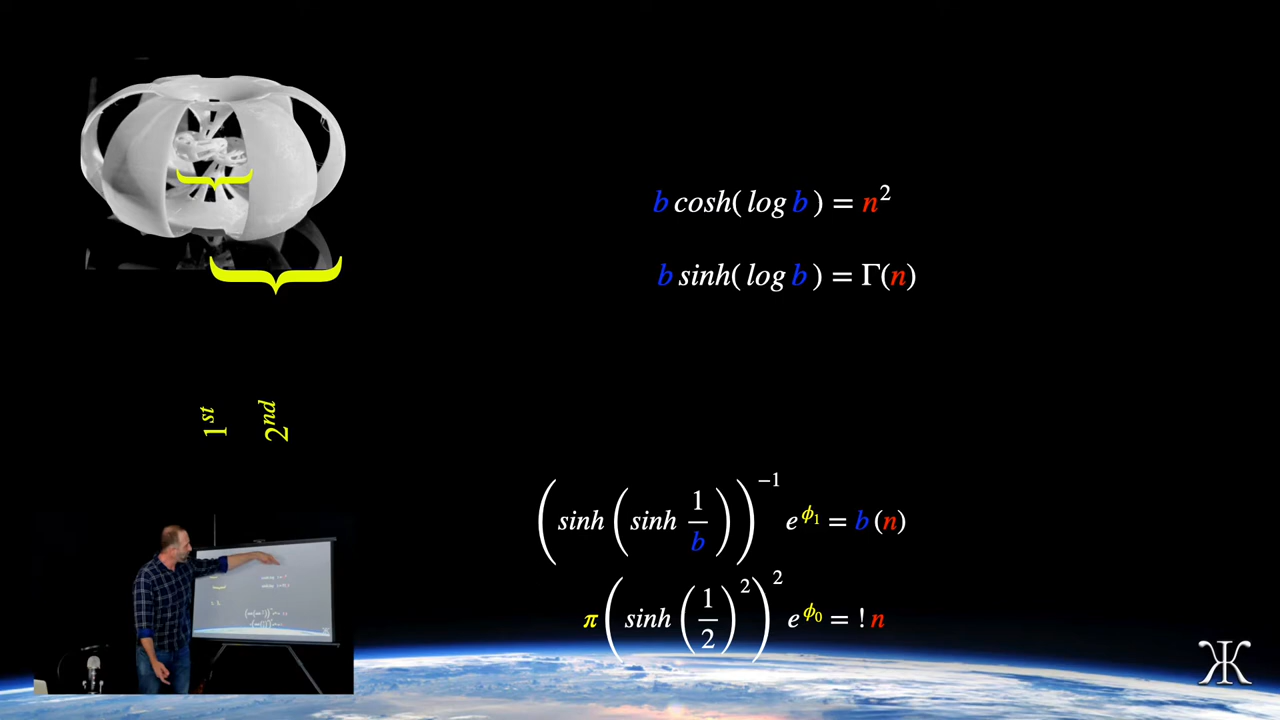 b cosh( log b ) = n²
b sinh( log b ) = Γ(n)
1ˢᵗ
2ⁿᵈ
(sinh (sinh 1/b))⁻¹ e^ϕ₁ = b (n)
π (sinh (1/2)²)² e^ϕ₀ = ! n